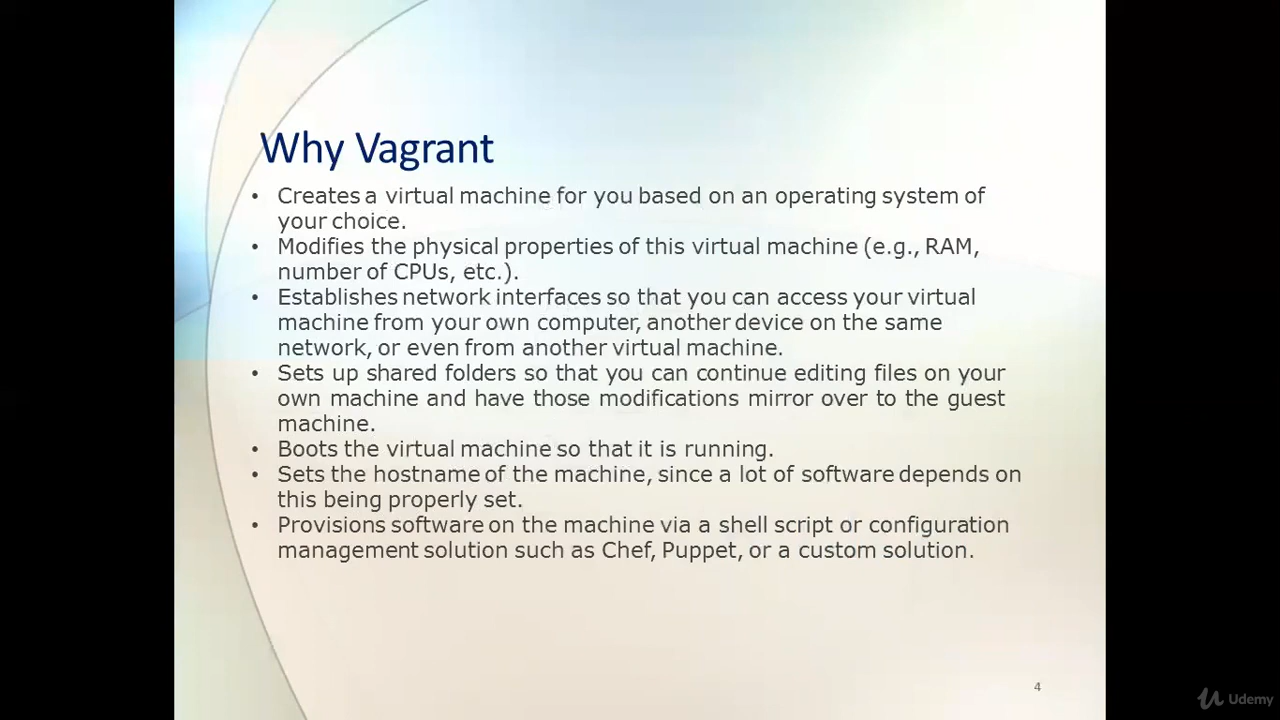 Why Vagrant
• Creates a virtual machine for you based on an operating system of
your choice.
• Modifies the physical properties of this virtual machine (e.g., RAM,
number of CPUs, etc.).
• Establishes network interfaces so that you can access your virtual
machine from your own computer, another device on the same
network, or even from another virtual machine.
• Sets up shared folders so that you can continue editing files on your
own machine and have those modifications mirror over to the guest
machine.
• Boots the virtual machine so that it is running.
• Sets the hostname of the machine, since a lot of software depends on
this being properly set.
• Provisions software on the machine via a shell script or configuration
management solution such as Chef, Puppet, or a custom solution.
4
Udemy